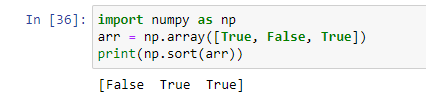 In [36]: import numpy as np
arr = np.array([True, False, True])
print(np.sort(arr))
[False  True  True]